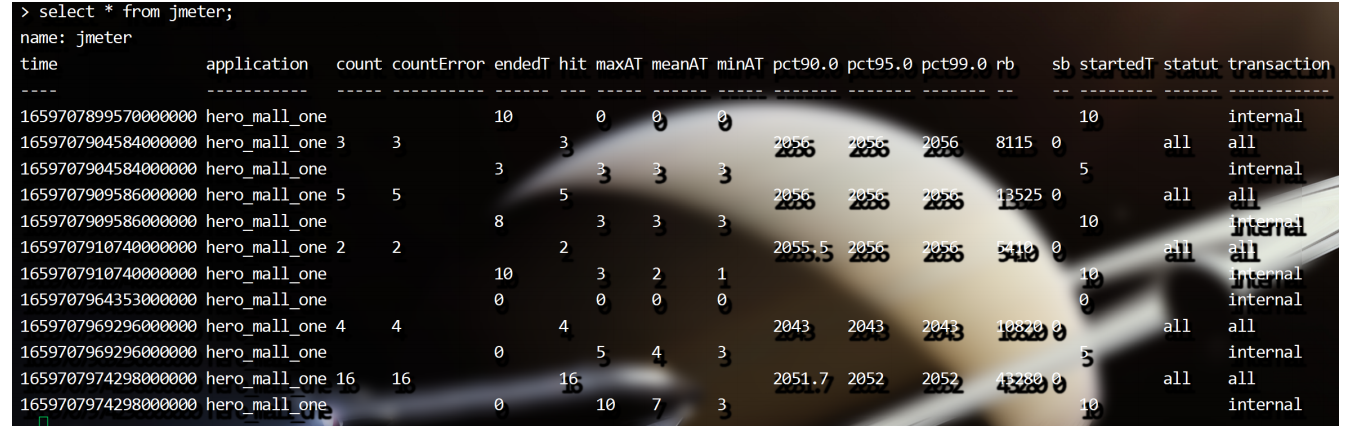 > select * from jmeter;
name: jmeter
time application count countError endedT hit maxAT meanAT minAT pct90.0 pct95.0 pct99.0 rb sb startedT statut transaction
---- ----------- ----- ---------- ------ --- ----- ------ ----- ------- ------- ------- -- -- -------- ------ -----------
1659707899570000000 hero_mall_one 10 0 0 0 10 internal
1659707904584000000 hero_mall_one 3 3 3 2056 2056 2056 8115 0 all all
1659707904584000000 hero_mall_one 3 3 3 3 5 internal
1659707909586000000 hero_mall_one 5 5 5 2056 2056 2056 13525 0 all all
1659707909586000000 hero_mall_one 8 3 3 3 10 internal
1659707910740000000 hero_mall_one 2 2 2 2055.5 2056 2056 5410 0 all all
1659707910740000000 hero_mall_one 10 3 2 1 10 internal
1659707964353000000 hero_mall_one 0 0 0 0 0 internal
1659707969296000000 hero_mall_one 4 4 4 2043 2043 2043 10820 0 all all
1659707969296000000 hero_mall_one 0 5 4 3 5 internal
1659707974298000000 hero_mall_one 16 16 16 2051.7 2052 2052 43280 0 all all
1659707974298000000 hero_mall_one 0 10 7 3 10 internal